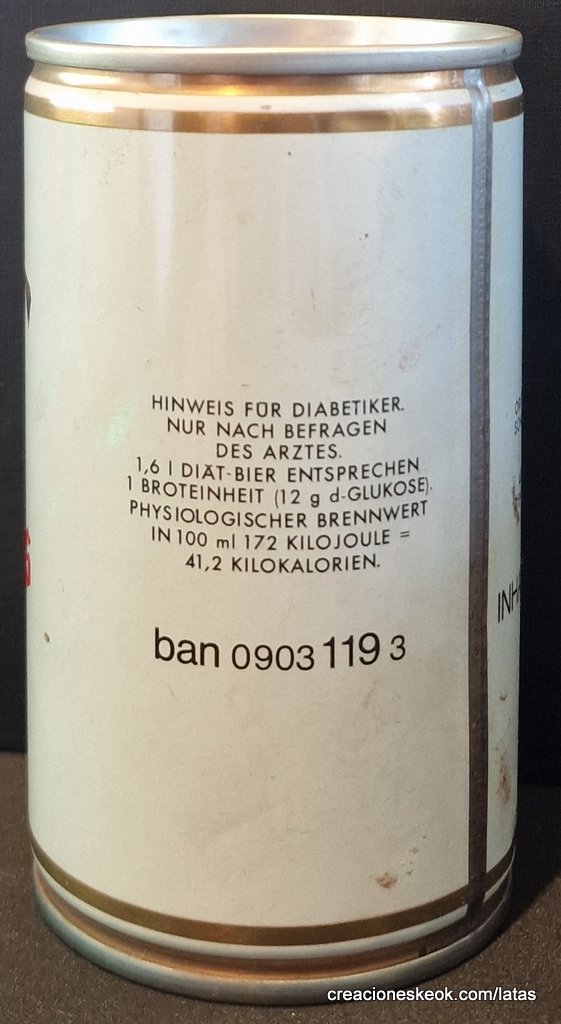 HINWEIS FÜR DIABETIKER.
NUR NACH BEFRAGEN
DES ARZTES.
1,6 l DIÄT-BIER ENTSPRECHEN
1 BROTEINHEIT (12 g d-GLUKOSE).
PHYSIOLOGISCHER BRENNWERT
IN 100 ml 172 KILOJOULE =
41,2 KILOKALORIEN.
ban 0903 119 3
creacioneskeok.com/latas